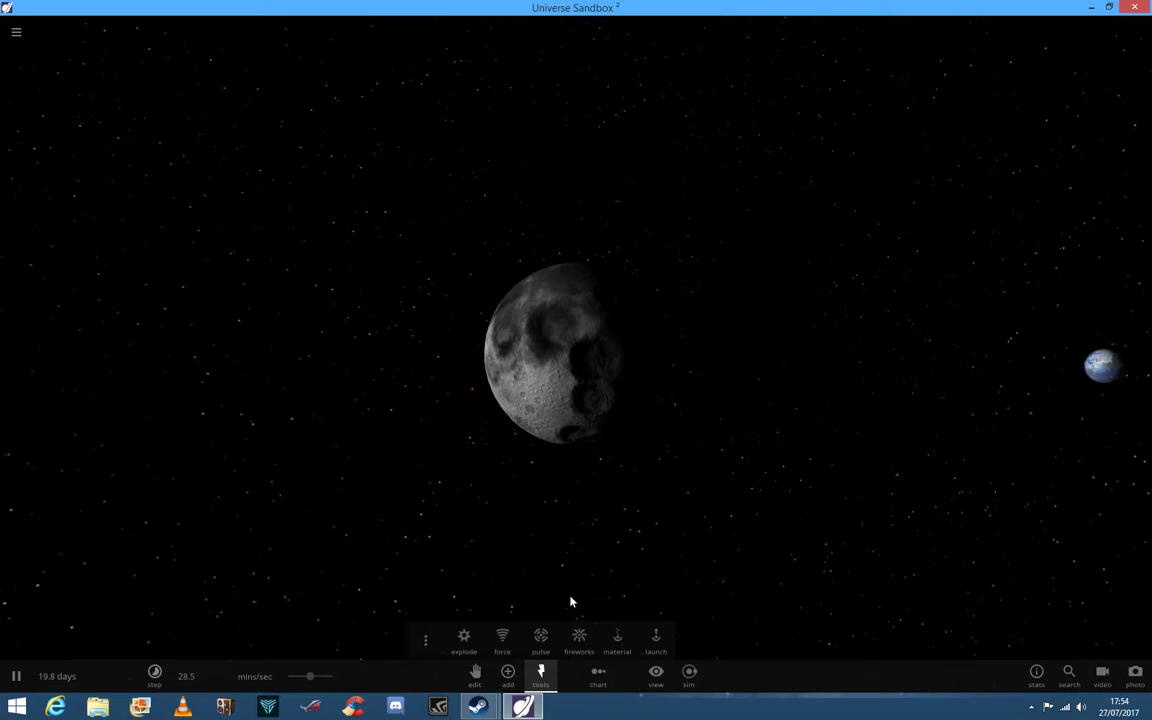 Universe Sandbox ²
explode force pulse fireworks material launch
19.8 days step 28.5 mins/sec edit add tools chart view sim stats search video photo
17:54
27/07/2017